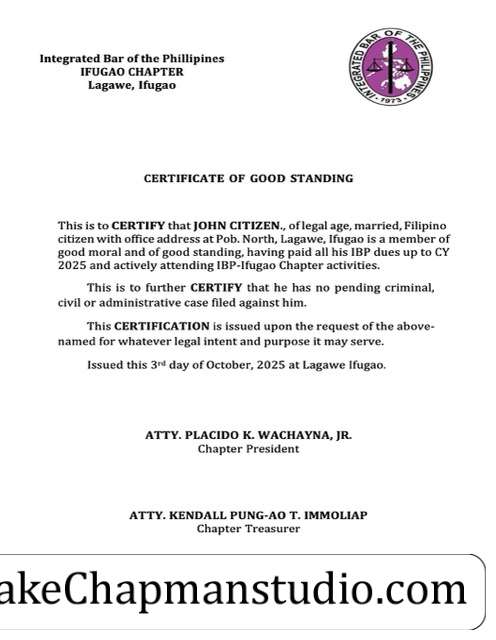 Integrated Bar of the Phillipines
IFUGAO CHAPTER
Lagawe, Ifugao
INTEGRATED BAR OF THE PHILIPPINES
1973
CERTIFICATE OF GOOD STANDING
This is to CERTIFY that JOHN CITIZEN., of legal age, married, Filipino
citizen with office address at Pob. North, Lagawe, Ifugao is a member of
good moral and of good standing, having paid all his IBP dues up to CY
2025 and actively attending IBP-Ifugao Chapter activities.
This is to further CERTIFY that he has no pending criminal,
civil or administrative case filed against him.
This CERTIFICATION is issued upon the request of the above-
named for whatever legal intent and purpose it may serve.
Issued this 3rd day of October, 2025 at Lagawe Ifugao.
ATTY. PLACIDO K. WACHAYNA, JR.
Chapter President
ATTY. KENDALL PUNG-AO T. IMMOLIAP
Chapter Treasurer
akeChapmanstudio.com